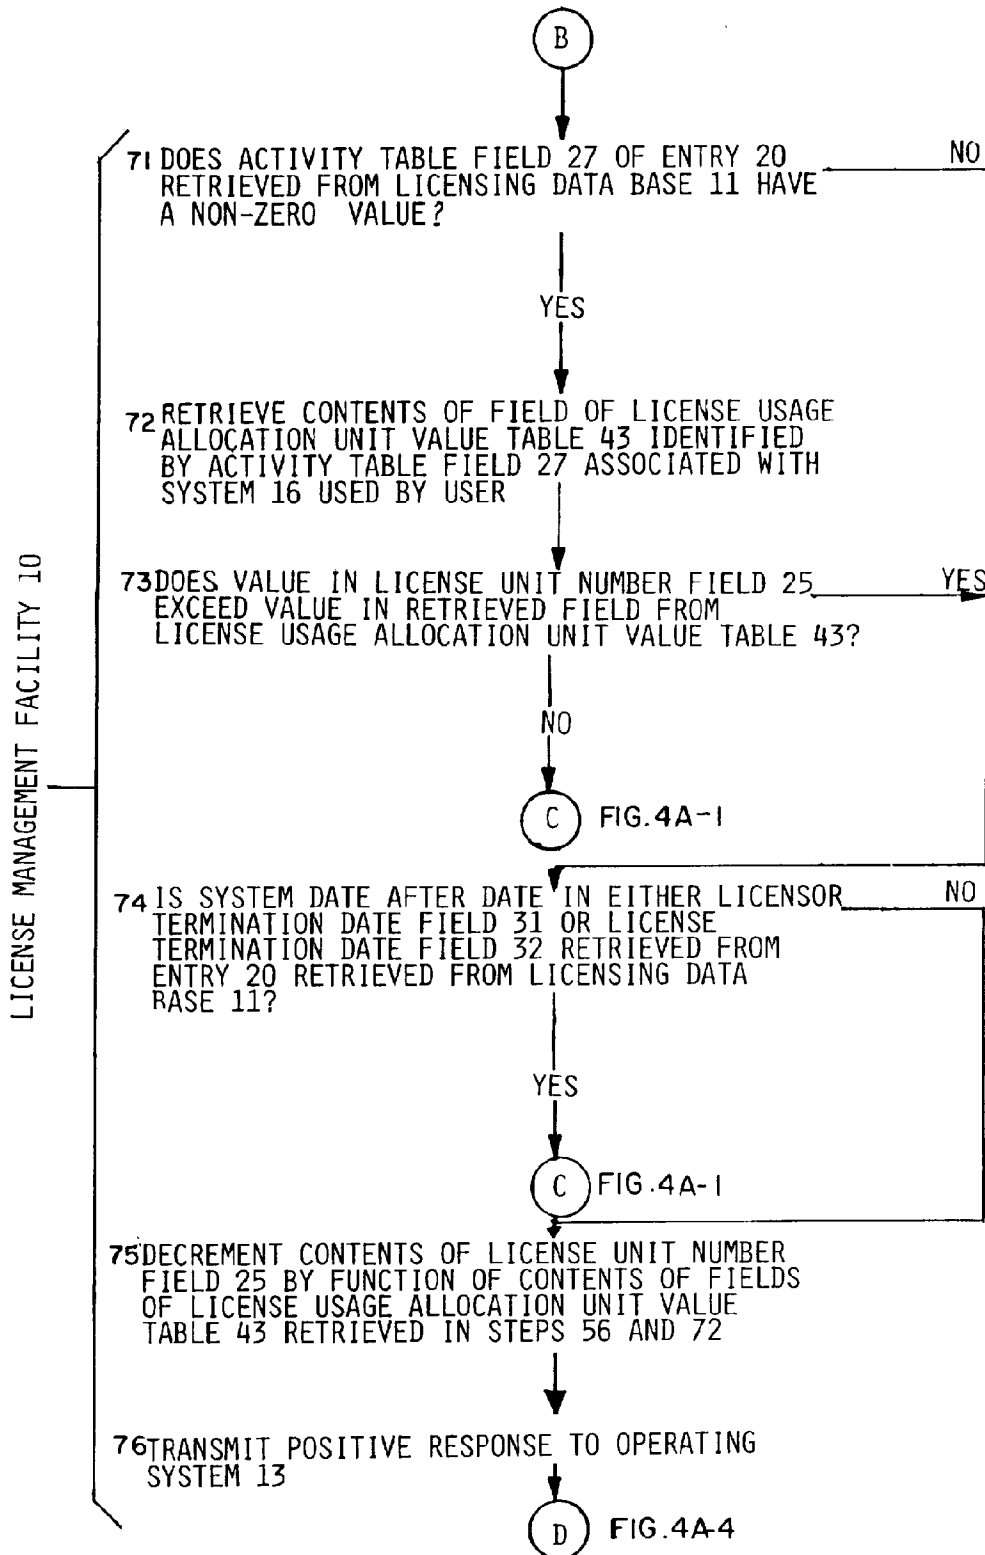 B
71 DOES ACTIVITY TABLE FIELD 27 OF ENTRY 20 NO
RETRIEVED FROM LICENSING DATA BASE 11 HAVE
A NON-ZERO VALUE?
YES
72 RETRIEVE CONTENTS OF FIELD OF LICENSE USAGE
ALLOCATION UNIT VALUE TABLE 43 IDENTIFIED
BY ACTIVITY TABLE FIELD 27 ASSOCIATED WITH
SYSTEM 16 USED BY USER
73 DOES VALUE IN LICENSE UNIT NUMBER FIELD 25 YES
EXCEED VALUE IN RETRIEVED FIELD FROM
LICENSE USAGE ALLOCATION UNIT VALUE TABLE 43?
NO
C FIG.4A-1
74 IS SYSTEM DATE AFTER DATE IN EITHER LICENSOR NO
TERMINATION DATE FIELD 31 OR LICENSE
TERMINATION DATE FIELD 32 RETRIEVED FROM
ENTRY 20 RETRIEVED FROM LICENSING DATA
BASE 11?
YES
C FIG.4A-1
75 DECREMENT CONTENTS OF LICENSE UNIT NUMBER
FIELD 25 BY FUNCTION OF CONTENTS OF FIELDS
OF LICENSE USAGE ALLOCATION UNIT VALUE
TABLE 43 RETRIEVED IN STEPS 56 AND 72
76 TRANSMIT POSITIVE RESPONSE TO OPERATING
SYSTEM 13
D FIG.4A-4
LICENSE MANAGEMENT FACILITY 10